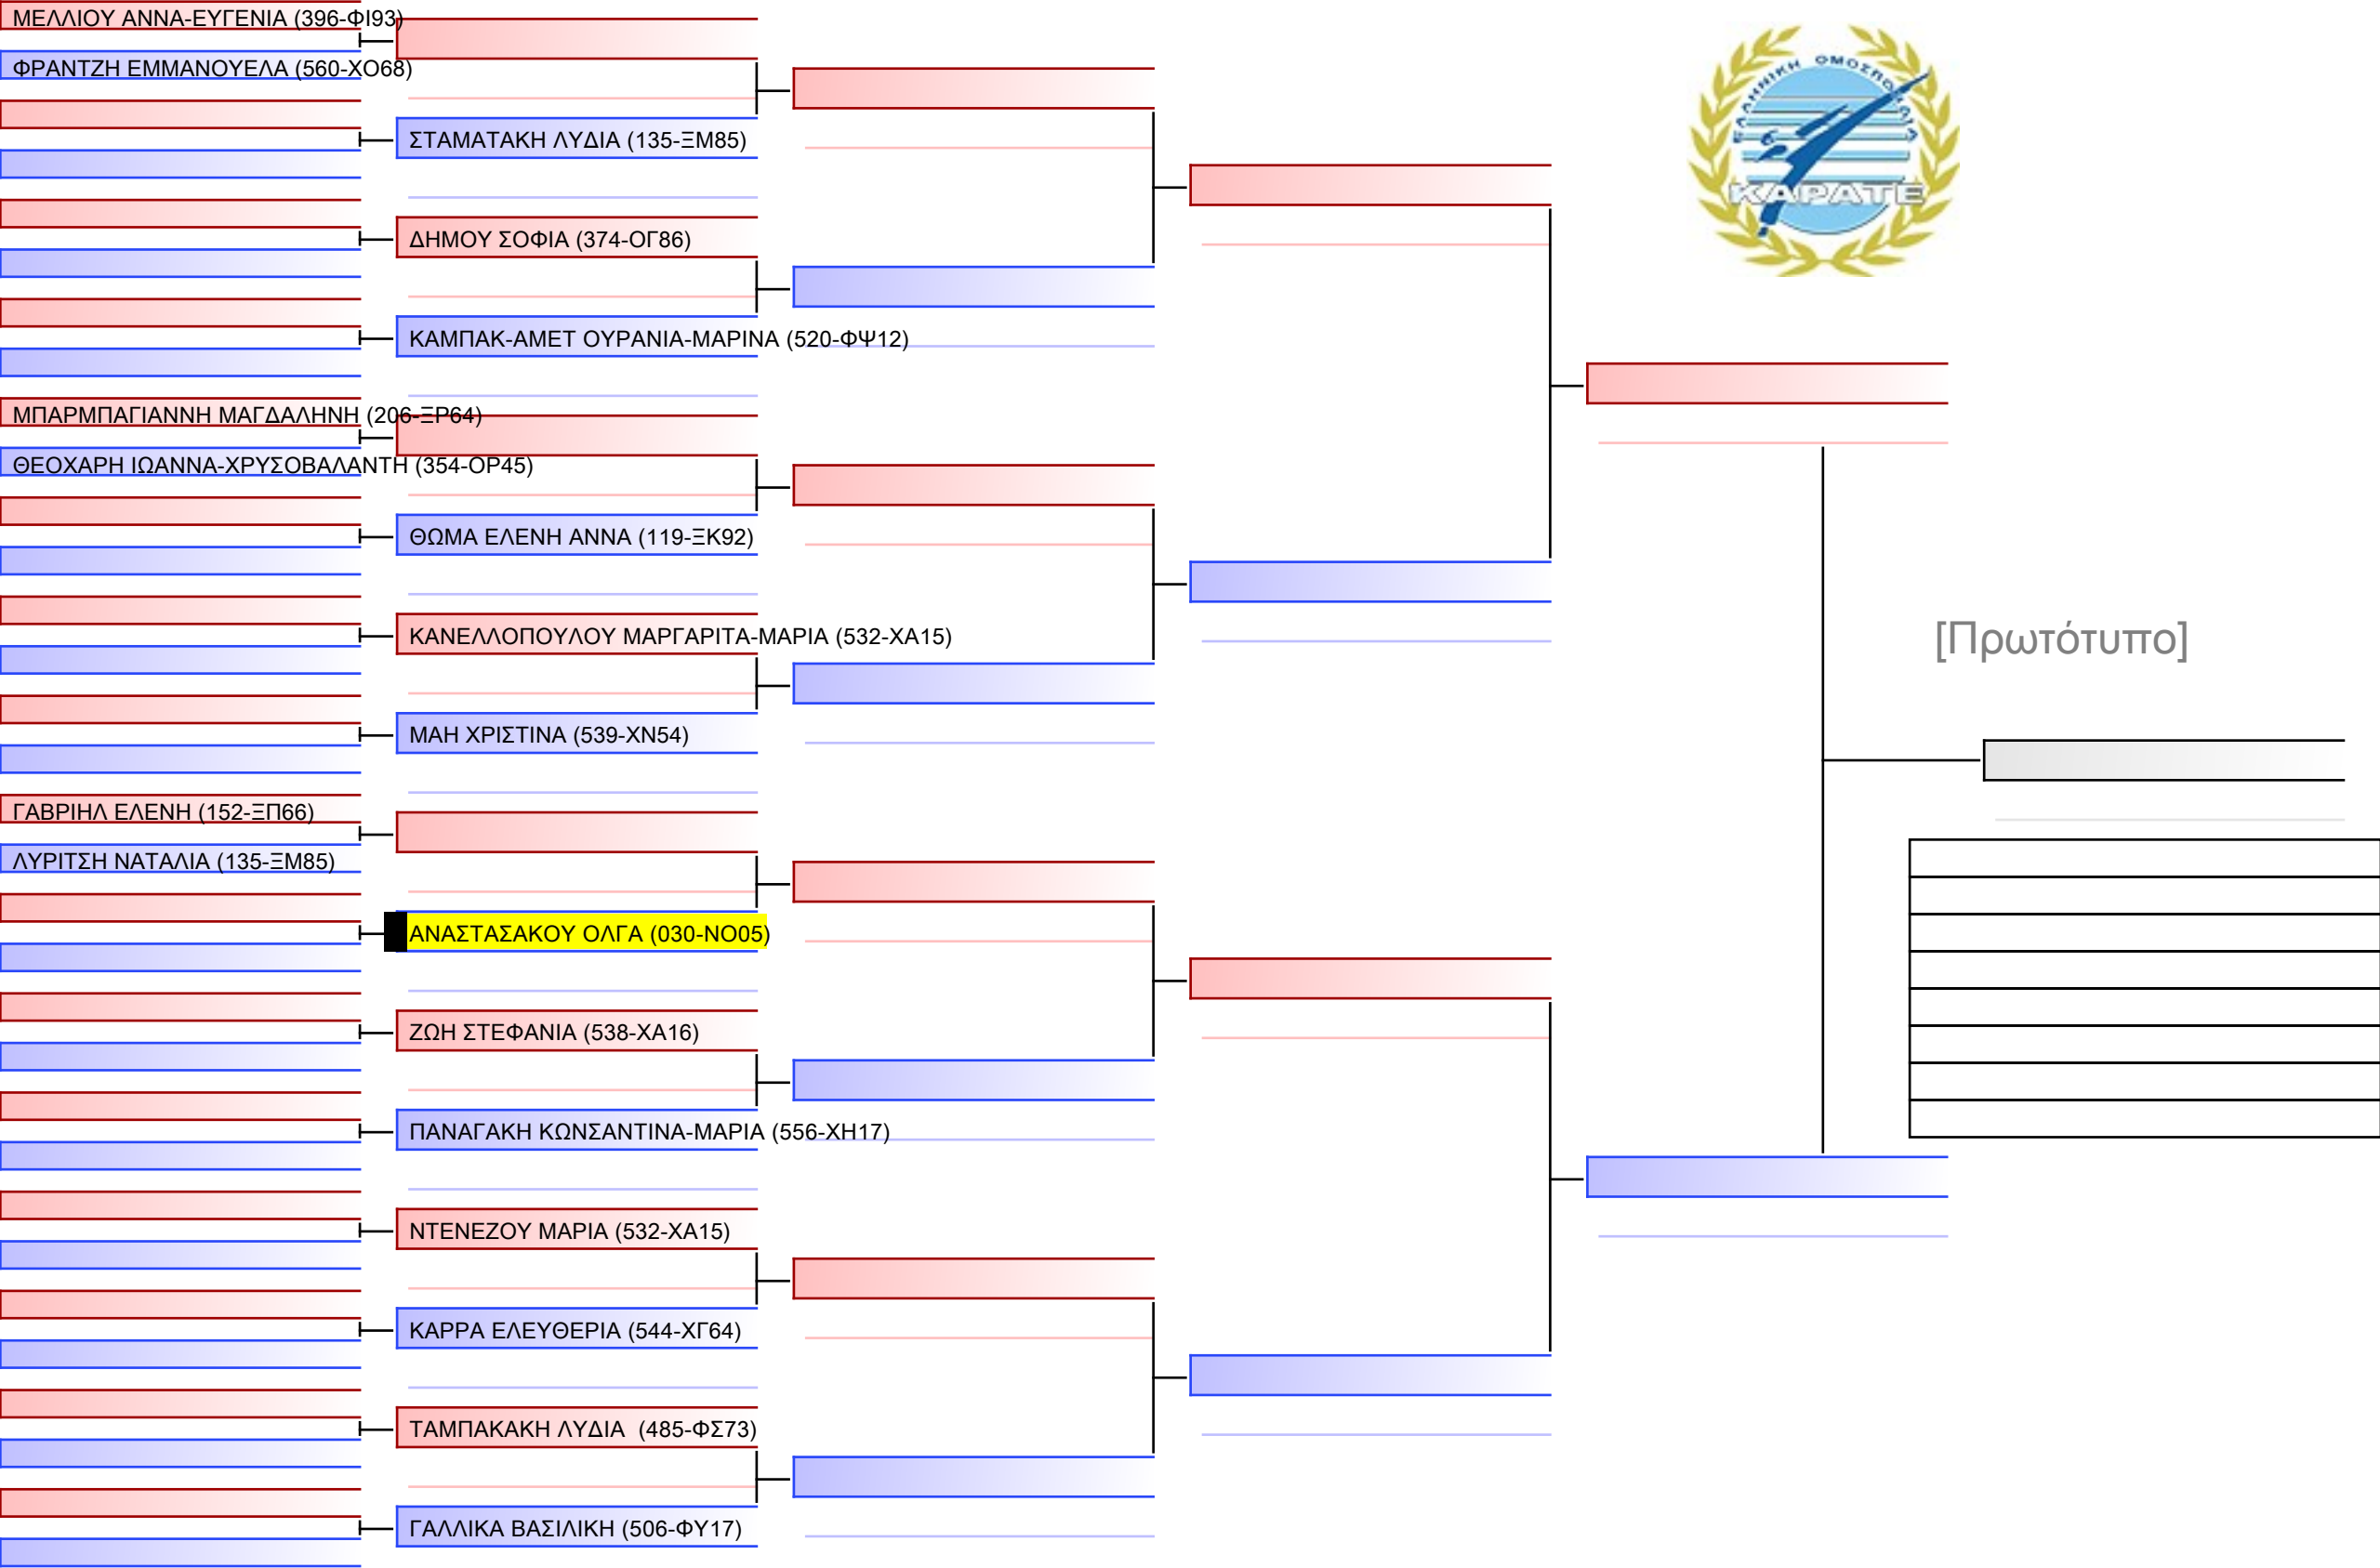 ΜΕΛΛΙΟΥ ΑΝΝΑ-ΕΥΓΕΝΙΑ (396-ΦΙ93)
ΦΡΑΝΤΖΗ ΕΜΜΑΝΟΥΕΛΑ (560-ΧΟ68)
ΣΤΑΜΑΤΑΚΗ ΛΥΔΙΑ (135-ΞΜ85)
ΔΗΜΟΥ ΣΟΦΙΑ (374-ΟΓ86)
ΚΑΜΠΑΚ-ΑΜΕΤ ΟΥΡΑΝΙΑ-ΜΑΡΙΝΑ (520-ΦΨ12)
ΜΠΑΡΜΠΑΓΙΑΝΝΗ ΜΑΓΔΑΛΗΝΗ (206-ΞΡ64)
ΘΕΟΧΑΡΗ ΙΩΑΝΝΑ-ΧΡΥΣΟΒΑΛΑΝΤΗ (354-ΟΡ45)
ΘΩΜΑ ΕΛΕΝΗ ΑΝΝΑ (119-ΞΚ92)
ΚΑΝΕΛΛΟΠΟΥΛΟΥ ΜΑΡΓΑΡΙΤΑ-ΜΑΡΙΑ (532-ΧΑ15)
ΜΑΗ ΧΡΙΣΤΙΝΑ (539-ΧΝ54)
ΓΑΒΡΙΗΛ ΕΛΕΝΗ (152-ΞΠ66)
ΛΥΡΙΤΣΗ ΝΑΤΑΛΙΑ (135-ΞΜ85)
ΑΝΑΣΤΑΣΑΚΟΥ ΟΛΓΑ (030-ΝΟ05)
ΖΩΗ ΣΤΕΦΑΝΙΑ (538-ΧΑ16)
ΠΑΝΑΓΑΚΗ ΚΩΝΣΑΝΤΙΝΑ-ΜΑΡΙΑ (556-ΧΗ17)
ΝΤΕΝΕΖΟΥ ΜΑΡΙΑ (532-ΧΑ15)
ΚΑΡΡΑ ΕΛΕΥΘΕΡΙΑ (544-ΧΓ64)
ΤΑΜΠΑΚΑΚΗ ΛΥΔΙΑ (485-ΦΣ73)
ΓΑΛΛΙΚΑ ΒΑΣΙΛΙΚΗ (506-ΦΥ17)
ΕΛΛΗΝΙΚΗ ΟΜΟΣΠΟΝΔΙΑ
ΚΑΡΑΤΕ
[Πρωτότυπο]